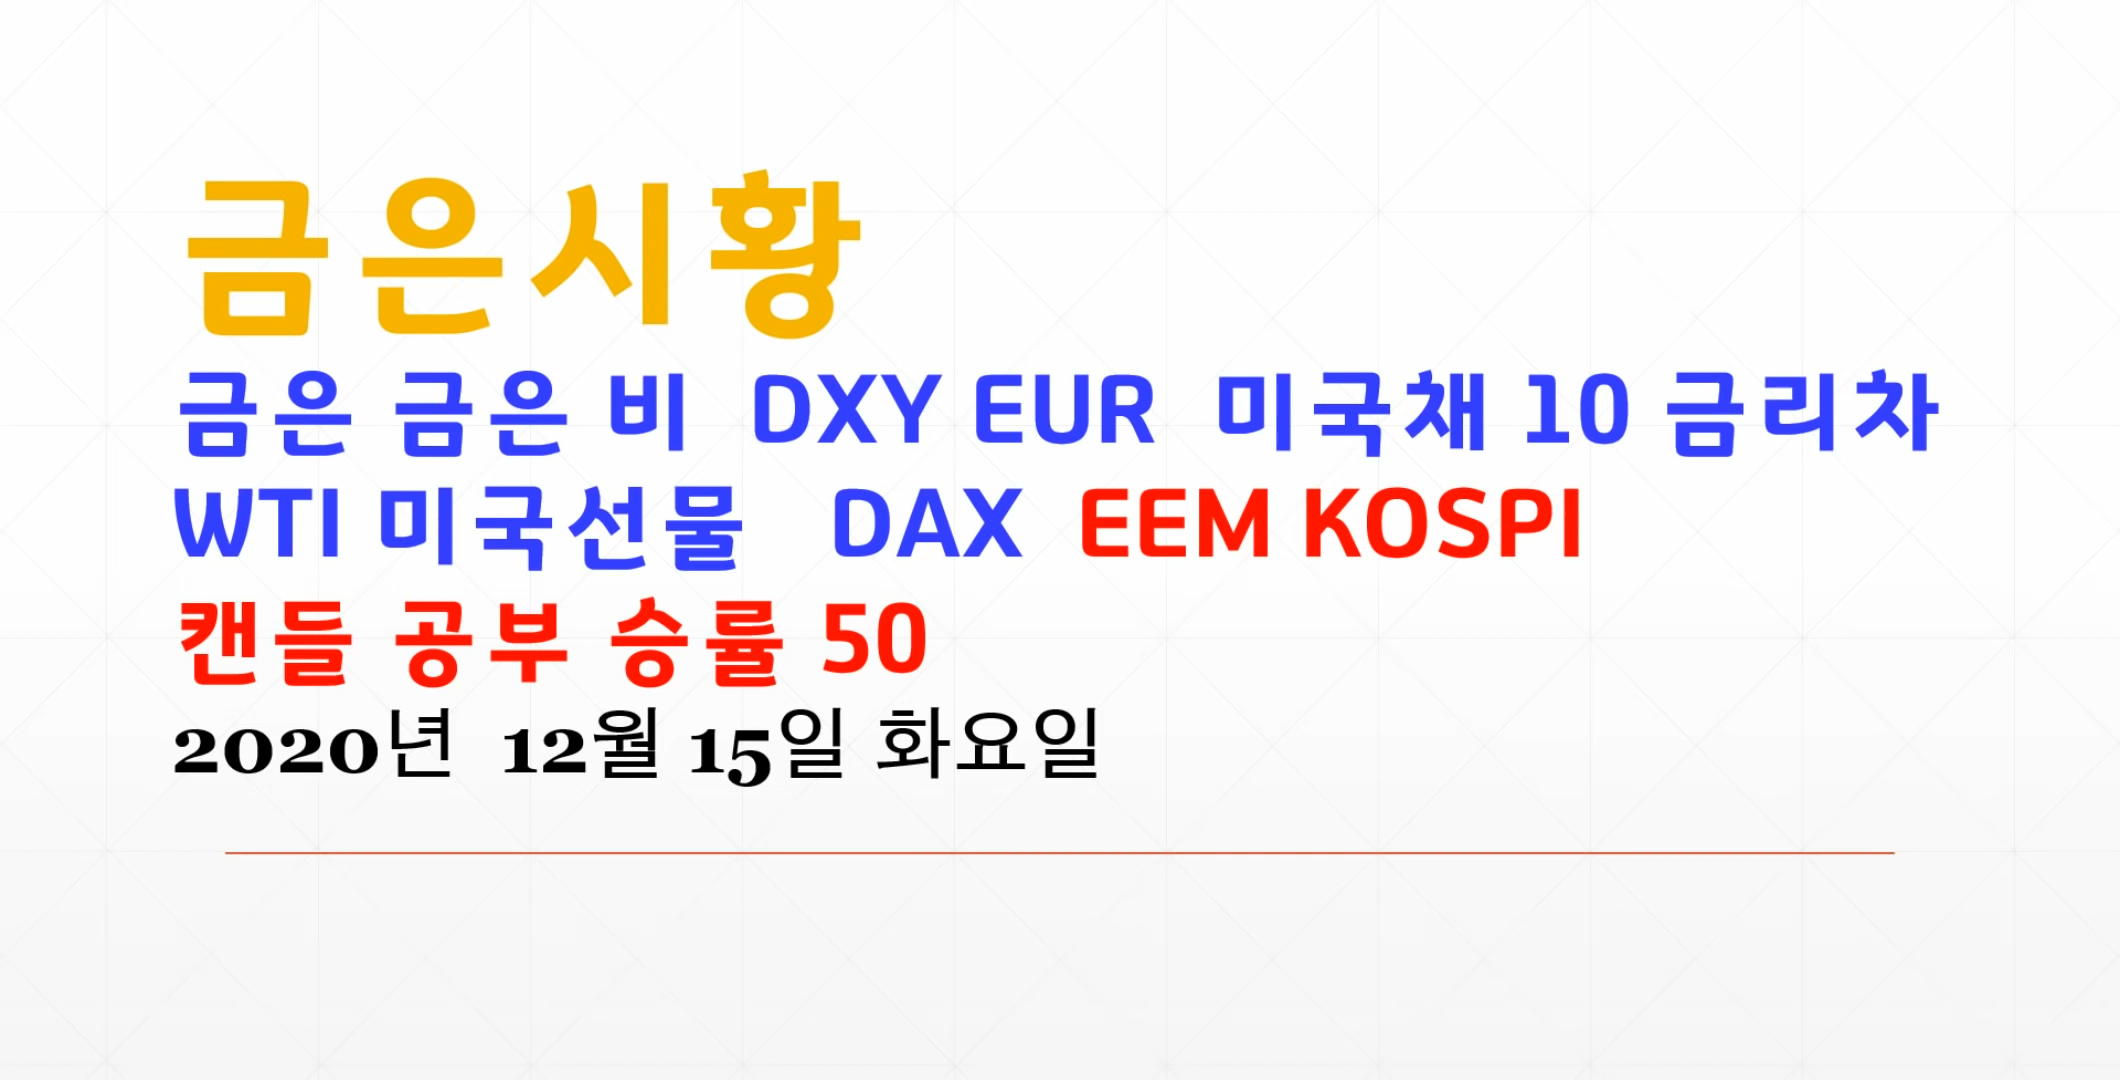 금은시황
금은 금은 비 DXY EUR 미국채 10 금리차
WTI 미국선물 DAX EEM KOSPI
캔들 공부 승률 50
2020년 12월 15일 화요일